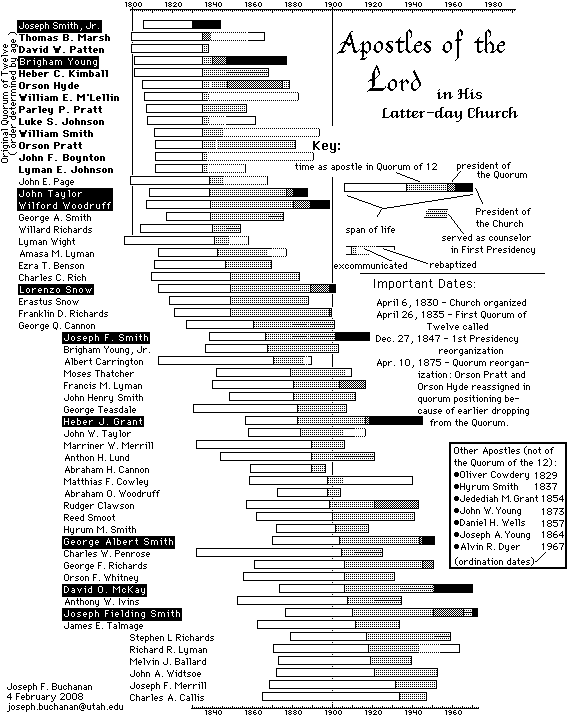 1800 1820 1840 1860 1880 1900 1920 1940 1960 1980
Apostles of the
Lord in His
Latter-day Church
Original Quorum of Twelve
(order determined by age)
Joseph Smith, Jr.
Thomas B. Marsh
David W. Patten
Brigham Young
Heber C. Kimball
Orson Hyde
William E. M'Lellin
Parley P. Pratt
Luke S. Johnson
William Smith
Orson Pratt
John F. Boynton
Lyman E. Johnson
John E. Page
John Taylor
Wilford Woodruff
George A. Smith
Willard Richards
Lyman Wight
Amasa M. Lyman
Ezra T. Benson
Charles C. Rich
Lorenzo Snow
Erastus Snow
Franklin D. Richards
George Q. Cannon
Joseph F. Smith
Brigham Young, Jr.
Albert Carrington
Moses Thatcher
Francis M. Lyman
John Henry Smith
George Teasdale
Heber J. Grant
John W. Taylor
Marriner W. Merrill
Anthon H. Lund
Abraham H. Cannon
Matthias F. Cowley
Abraham O. Woodruff
Rudger Clawson
Reed Smoot
Hyrum M. Smith
George Albert Smith
Charles W. Penrose
George F. Richards
Orson F. Whitney
David O. McKay
Anthony W. Ivins
Joseph Fielding Smith
James E. Talmage
Stephen L Richards
Richard R. Lyman
Melvin J. Ballard
John A. Widtsoe
Joseph F. Merrill
Charles A. Callis
Key:
time as apostle in Quorum of 12
president of
the Quorum
span of life
President of
the Church
served as counselor
in First Presidency
excommunicated
rebaptized
Important Dates:
April 6, 1830 - Church organized
April 26, 1835 - First Quorum of
Twelve called
Dec. 27, 1847 - 1st Presidency
reorganization
Apr. 10, 1875 - Quorum reorgan-
ization: Orson Pratt and
Orson Hyde reassigned in
quorum positioning be-
cause of earlier dropping
from the Quorum.
Other Apostles (not of
the Quorum of the 12):
●Oliver Cowdery 1829
●Hyrum Smith 1837
●Jedediah M. Grant 1854
●John W. Young 1873
●Daniel H. Wells 1857
●Joseph A. Young 1864
●Alvin R. Dyer 1967
(ordination dates)
Joseph F. Buchanan
4 February 2008
joseph.buchanan@utah.edu
1840 1860 1880 1900 1920 1940 1960